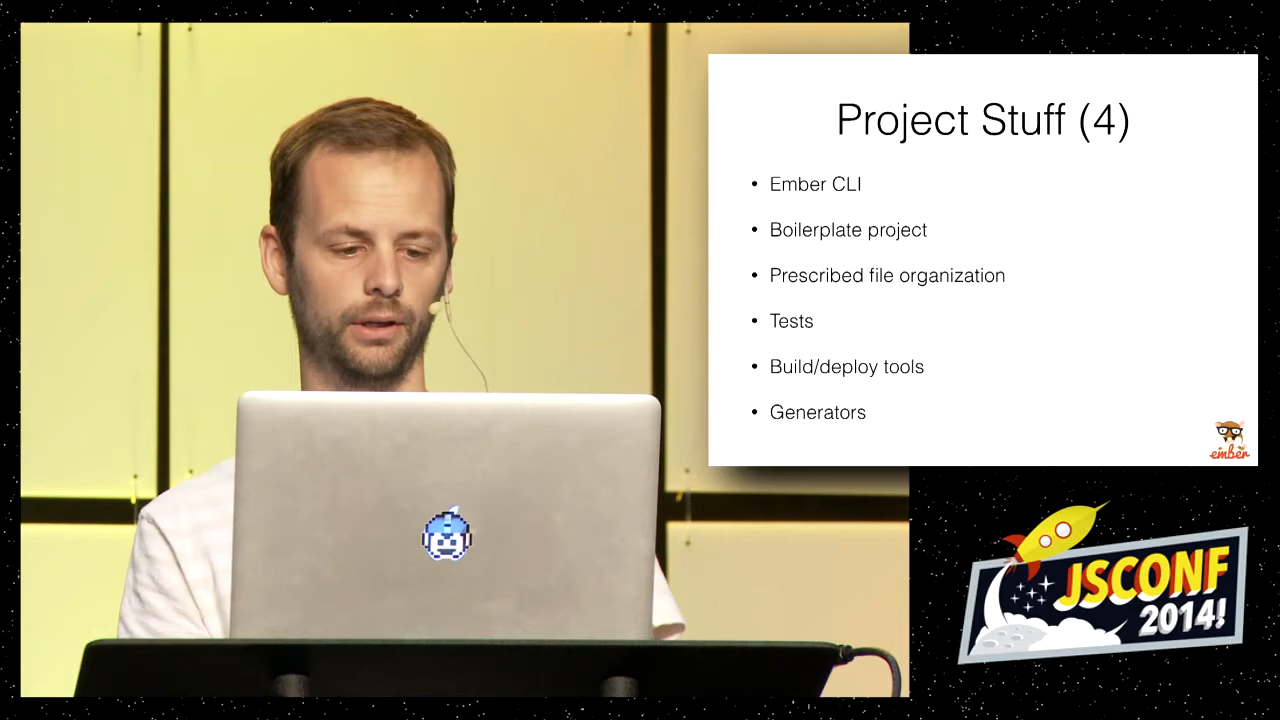 Project Stuff (4)
• Ember CLI
• Boilerplate project
• Prescribed file organization
• Tests
• Build/deploy tools
• Generators
ember
JSCONF
2014!